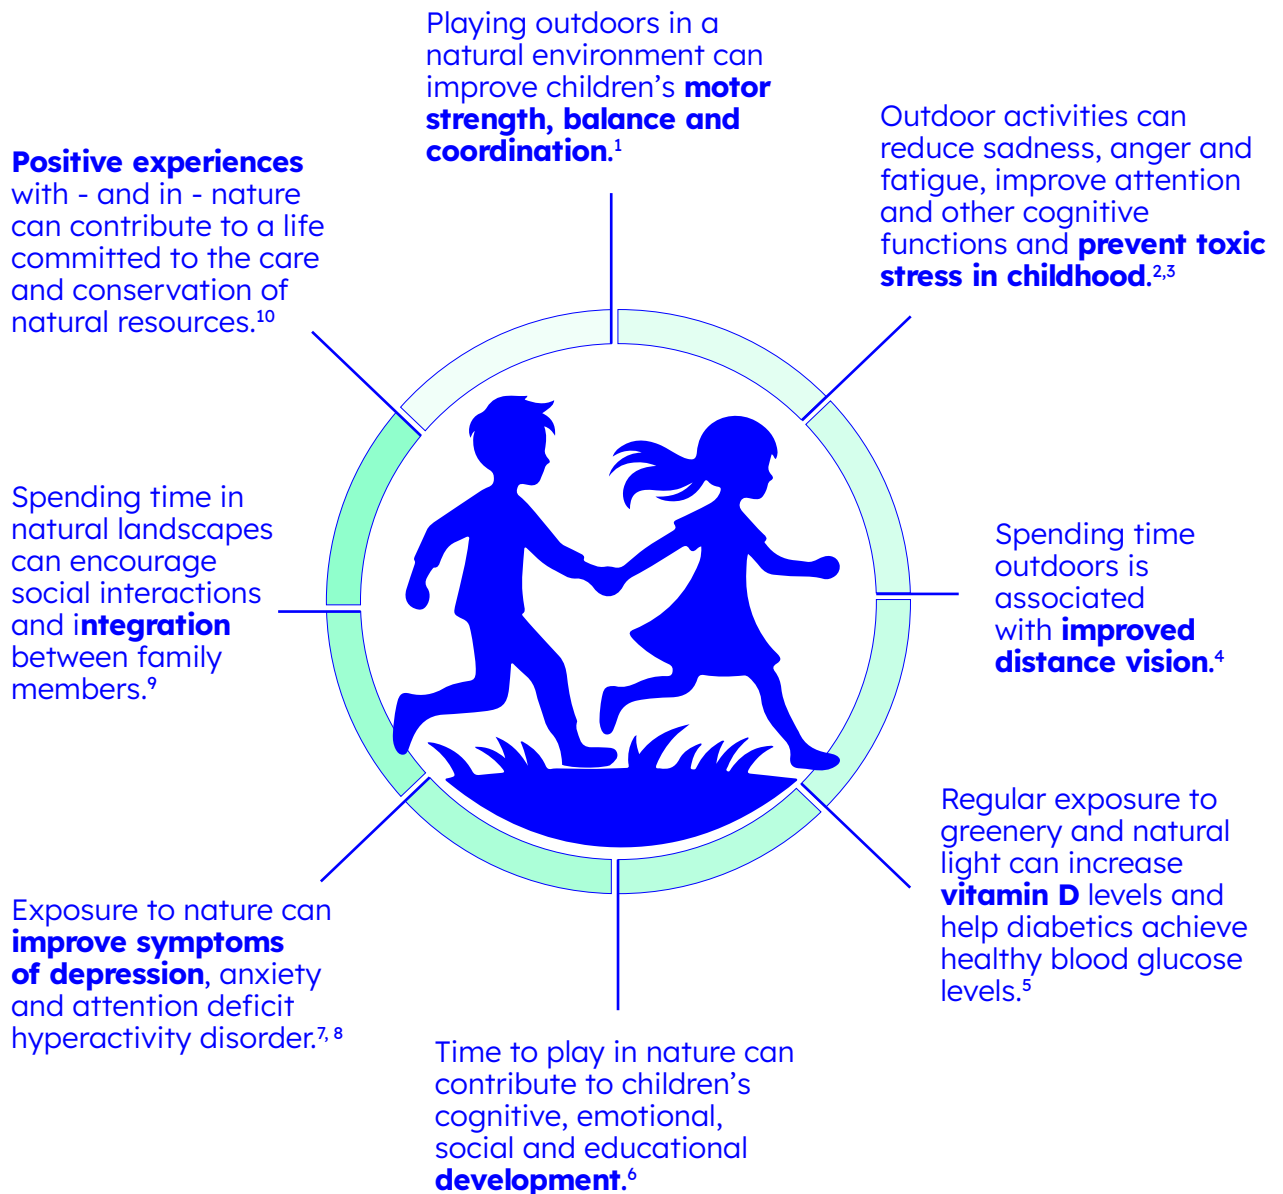 Playing outdoors in a
natural environment can
improve children’s motor
strength, balance and
coordination.¹
Outdoor activities can
reduce sadness, anger and
fatigue, improve attention
and other cognitive
functions and prevent toxic
stress in childhood.²,³
Spending time
outdoors is
associated
with improved
distance vision.⁴
Regular exposure to
greenery and natural
light can increase
vitamin D levels and
help diabetics achieve
healthy blood glucose
levels.⁵
Time to play in nature can
contribute to children’s
cognitive, emotional,
social and educational
development.⁶
Exposure to nature can
improve symptoms
of depression, anxiety
and attention deficit
hyperactivity disorder.⁷, ⁸
Spending time in
natural landscapes
can encourage
social interactions
and integration
between family
members.⁹
Positive experiences
with - and in - nature
can contribute to a life
committed to the care
and conservation of
natural resources.¹⁰